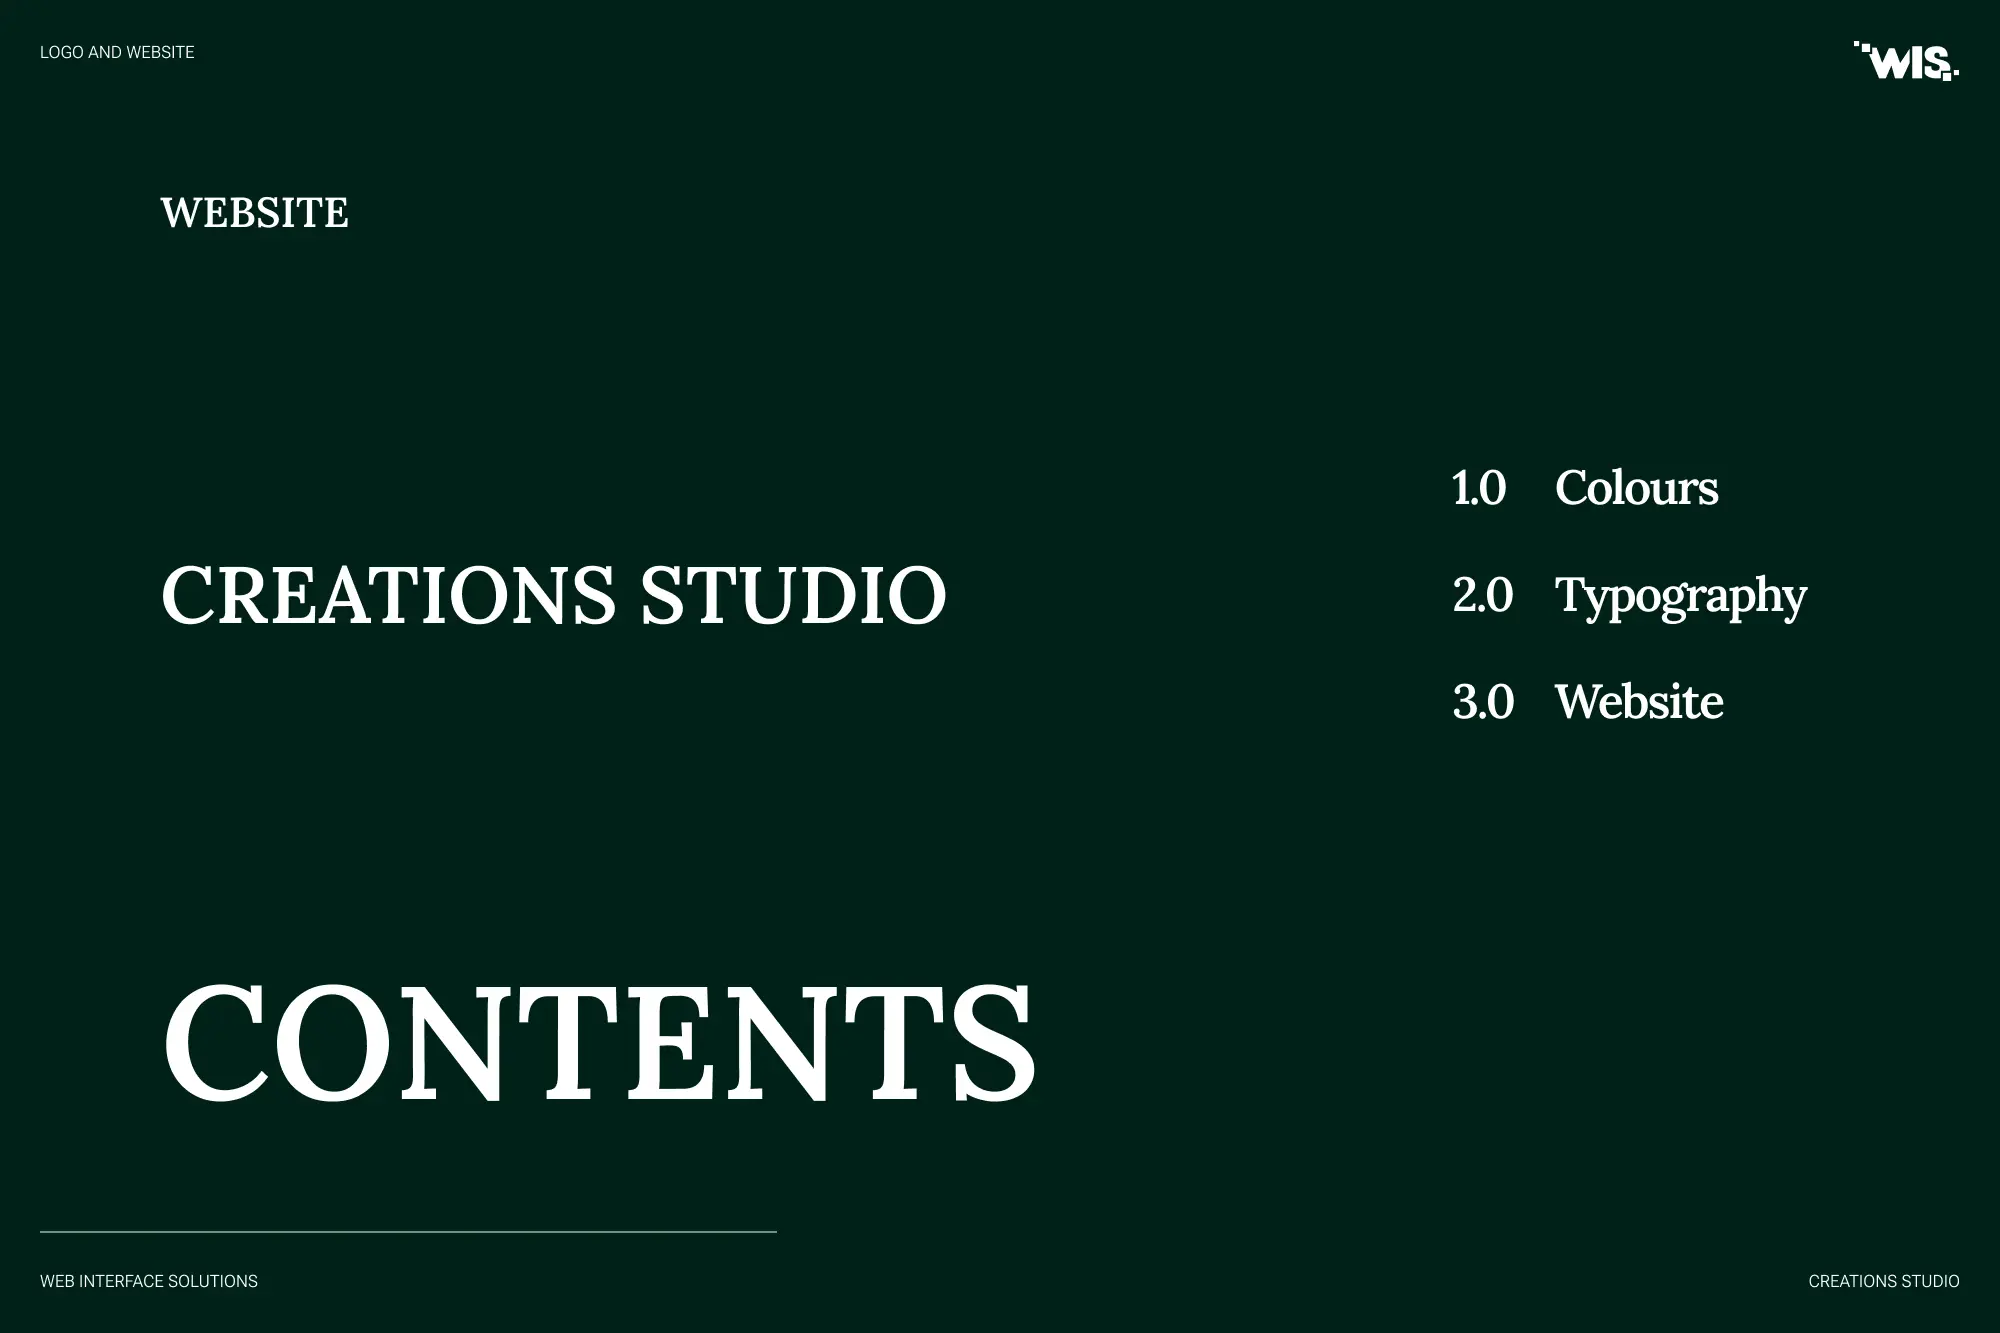 LOGO AND WEBSITE
WIS.
WEBSITE
CREATIONS STUDIO
1.0 Colours
2.0 Typography
3.0 Website
CONTENTS
WEB INTERFACE SOLUTIONS
CREATIONS STUDIO